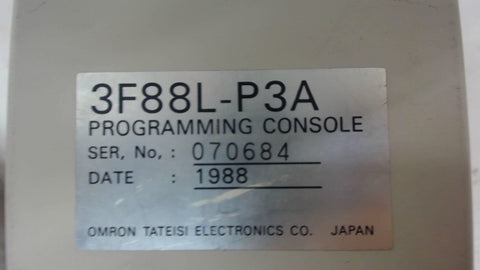 3F88L-P3A
PROGRAMMING CONSOLE
SER, No, : 070684
DATE : 1988
OMRON TATEISI ELECTRONICS CO. JAPAN